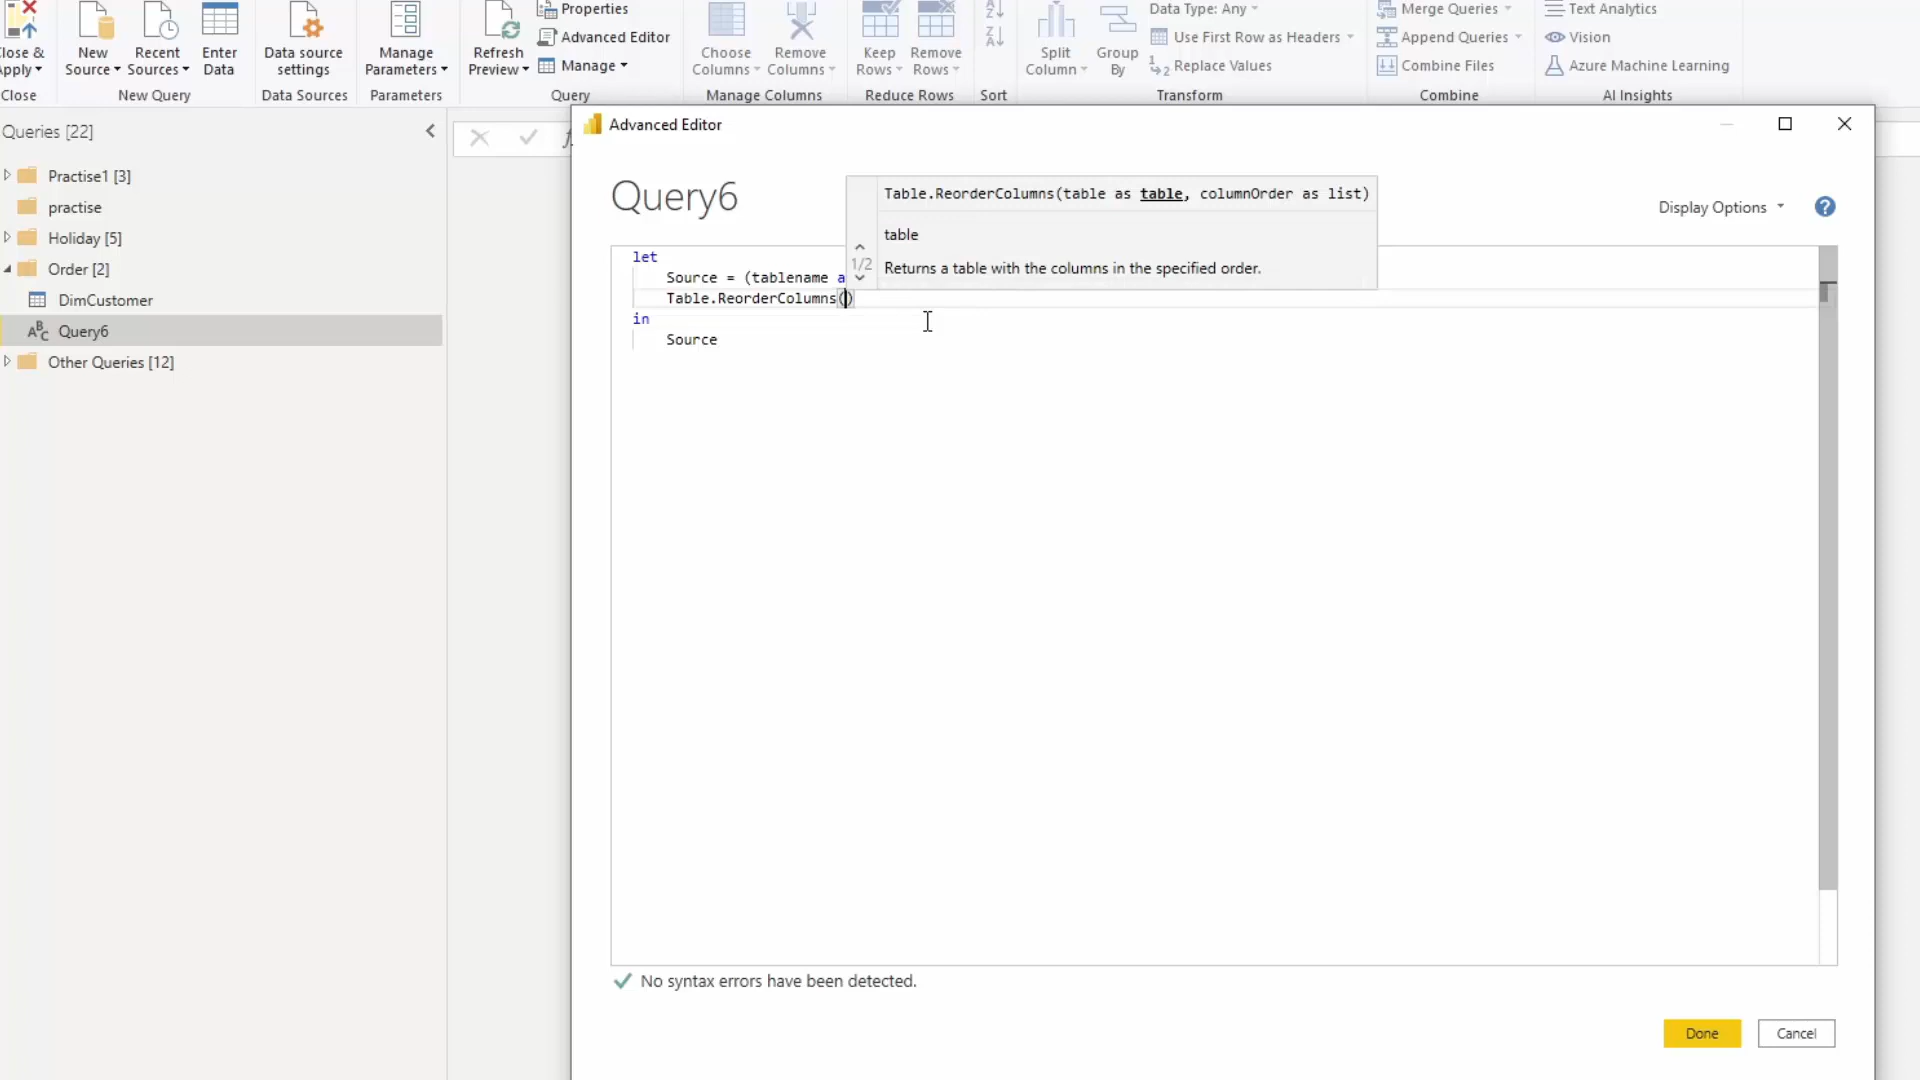 Close &
Apply
Close
New
Source
Recent
Sources
Enter
Data
New Query
Data source
settings
Data Sources
Manage
Parameters
Parameters
Refresh
Preview
Properties
Advanced Editor
Manage
Query
Choose
Columns
Remove
Columns
Manage Columns
Keep
Rows
Remove
Rows
Reduce Rows
Sort
Split
Column
Group
By
Data Type: Any
Use First Row as Headers
1 2 Replace Values
Transform
Merge Queries
Append Queries
Combine Files
Combine
Text Analytics
Vision
Azure Machine Learning
AI Insights
Queries [22]
Practise1 [3]
practise
Holiday [5]
Order [2]
DimCustomer
ABC Query6
Other Queries [12]
Advanced Editor
Query6
Display Options
?
Table.ReorderColumns(table as table, columnOrder as list)
table
1/2
Returns a table with the columns in the specified order.
let
Source = (tablename a
Table.ReorderColumns()
in
Source
No syntax errors have been detected.
Done
Cancel